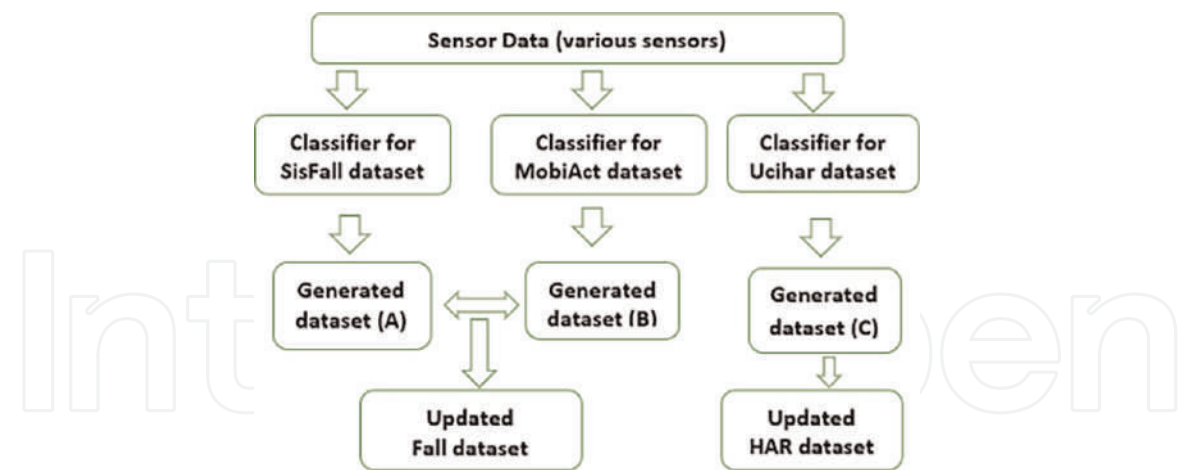 Sensor Data (various sensors)
Classifier for
SisFall dataset
Classifier for
MobiAct dataset
Classifier for
Ucihar dataset
Generated
dataset (A)
Generated
dataset (B)
Generated
dataset (C)
Updated
Fall dataset
Updated
HAR dataset